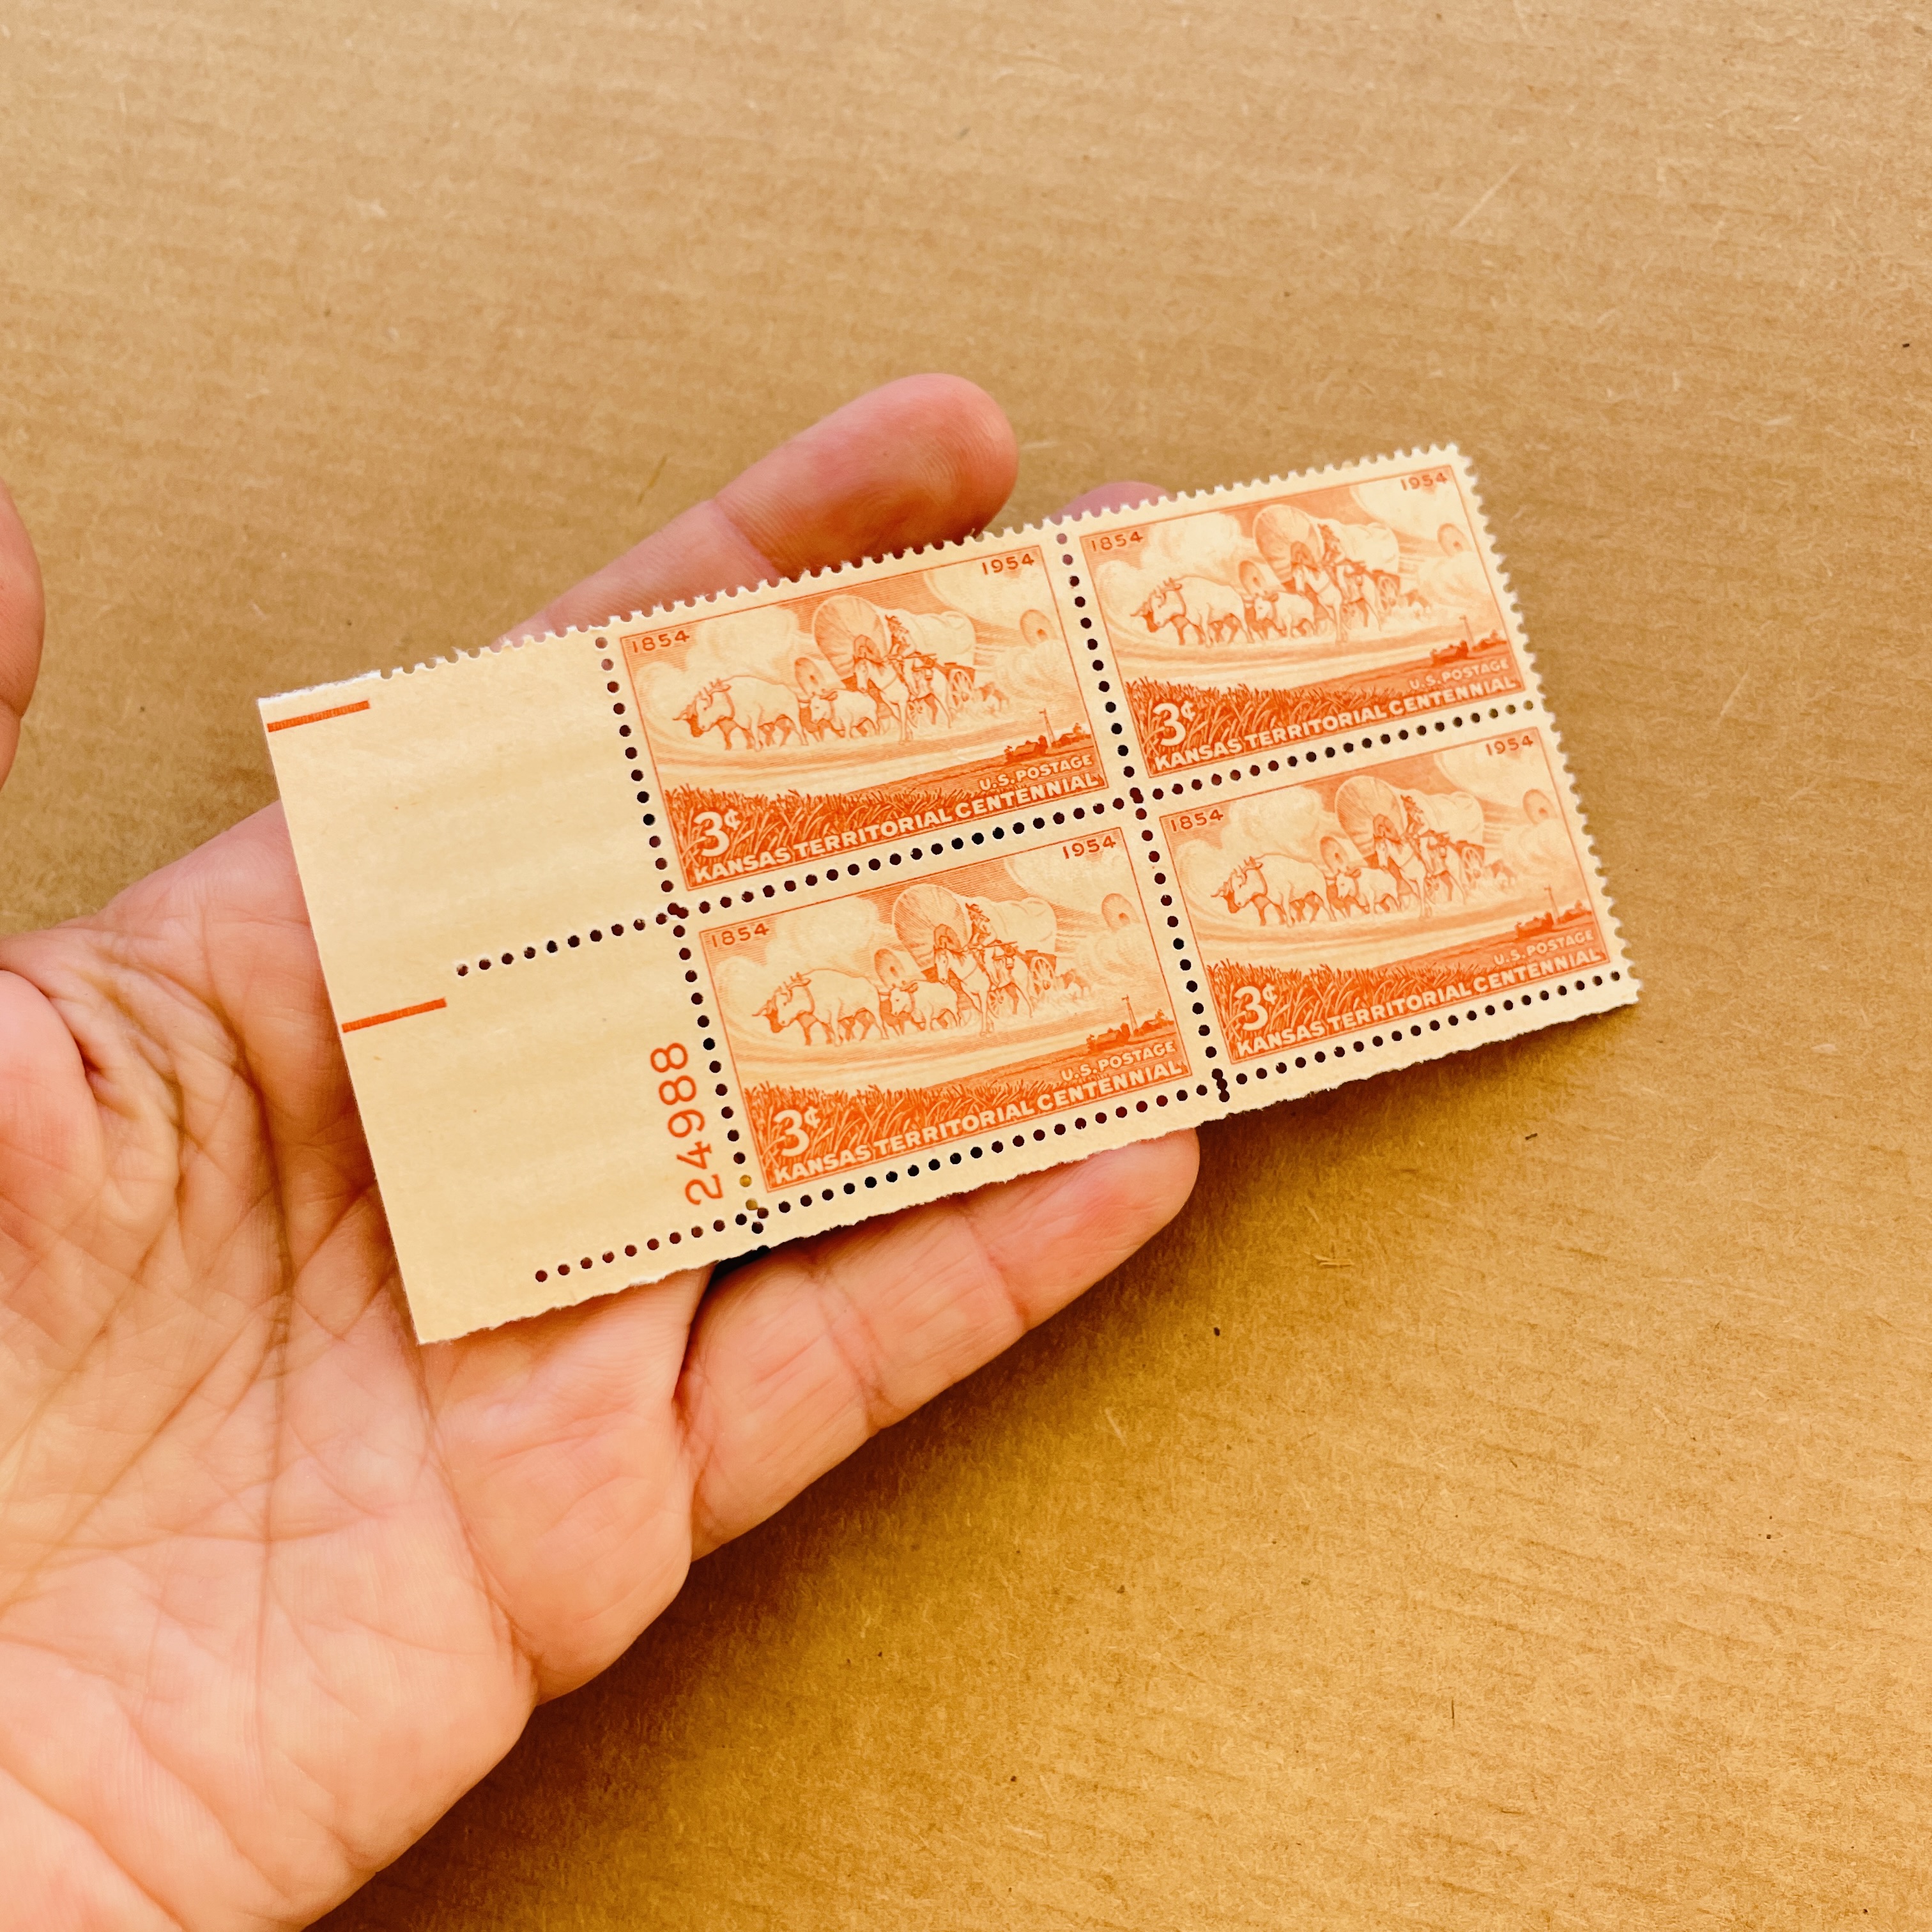 1854 1954
U.S. POSTAGE
3¢
KANSAS TERRITORIAL CENTENNIAL
1854 1954
U.S. POSTAGE
3¢
KANSAS TERRITORIAL CENTENNIAL
1854 1954
U.S. POSTAGE
3¢
KANSAS TERRITORIAL CENTENNIAL
1854 1954
U.S. POSTAGE
3¢
KANSAS TERRITORIAL CENTENNIAL
24988